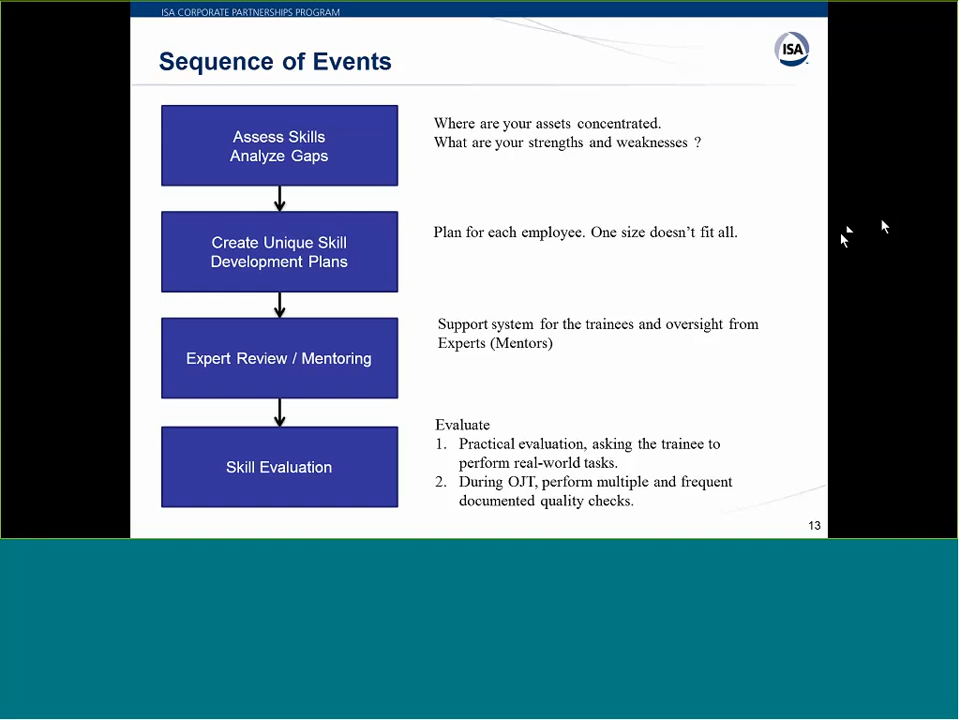 ISA CORPORATE PARTNERSHIPS PROGRAM
Sequence of Events
ISA
Assess Skills
Analyze Gaps
Where are your assets concentrated.
What are your strengths and weaknesses ?
Create Unique Skill
Development Plans
Plan for each employee. One size doesn’t fit all.
Expert Review / Mentoring
Support system for the trainees and oversight from
Experts (Mentors)
Skill Evaluation
Evaluate
1. Practical evaluation, asking the trainee to
perform real-world tasks.
2. During OJT, perform multiple and frequent
documented quality checks.
13